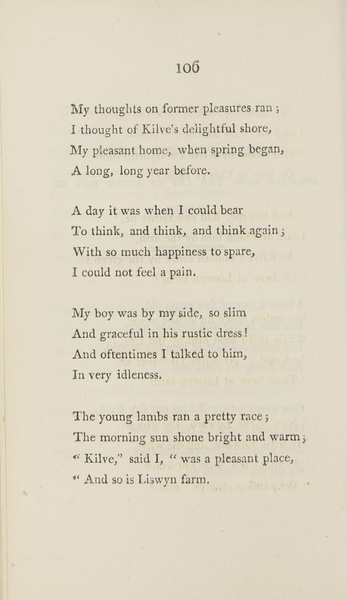 106
My thoughts on former pleasures ran;
I thought of Kilve's delightful shore,
My pleasant home, when spring began,
A long, long year before.
A day it was when I could bear
To think, and think, and think again;
With so much happiness to spare,
I could not feel a pain.
My boy was by my side, so slim
And graceful in his rustic dress!
And oftentimes I talked to him,
In very idleness.
The young lambs ran a pretty race;
The morning sun shone bright and warm;
“ Kilve,” said I, “ was a pleasant place,
“ And so is Liswyn farm.